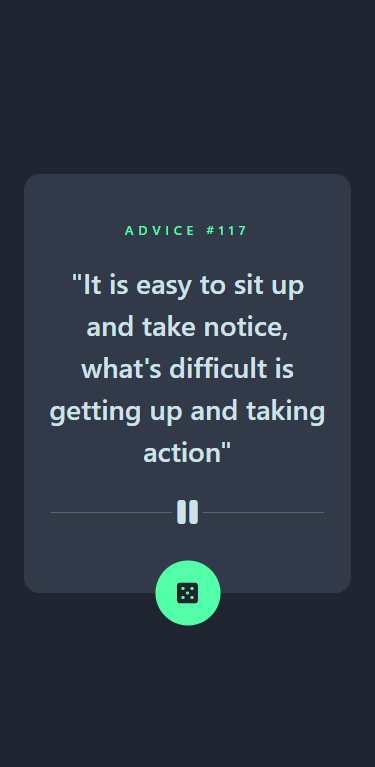 ADVICE #117
"It is easy to sit up
and take notice,
what's difficult is
getting up and taking
action"